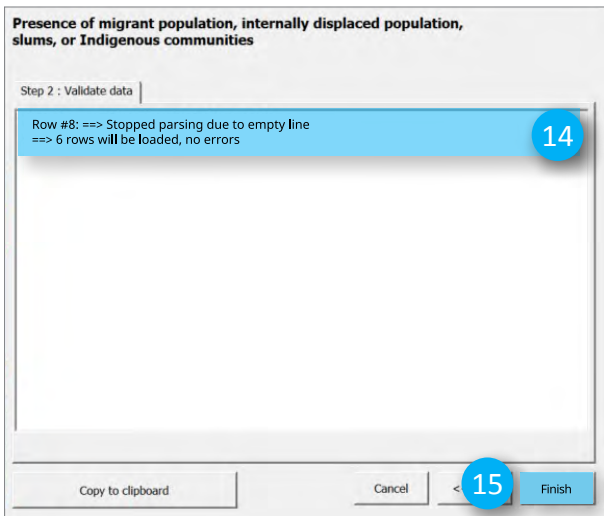 Presence of migrant population, internally displaced population,
slums, or Indigenous communities
Step 2 : Validate data
Row #8: ==> Stopped parsing due to empty line
==> 6 rows will be loaded, no errors
14
Copy to clipboard
Cancel
<
15
Finish